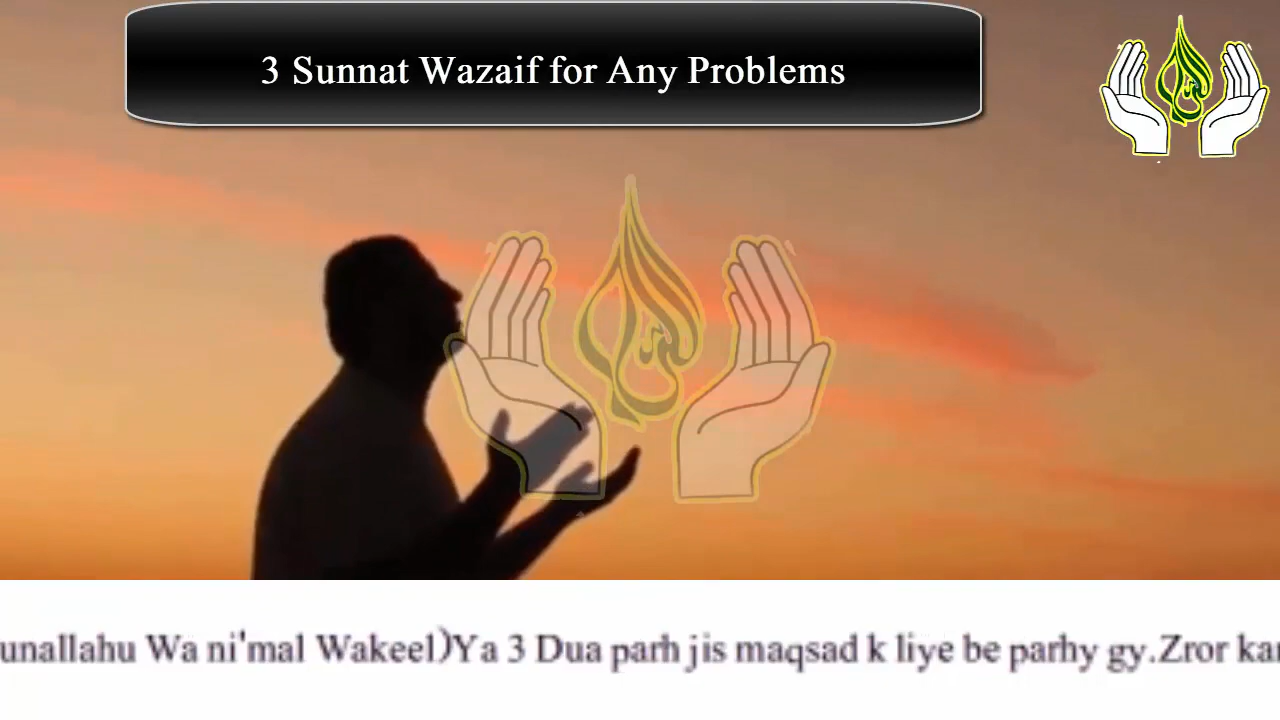 3 Sunnat Wazaif for Any Problems
unallahu Wa ni'mal Wakeel)Ya 3 Dua parh jis maqsad k liye be parhy gy.Zror kar